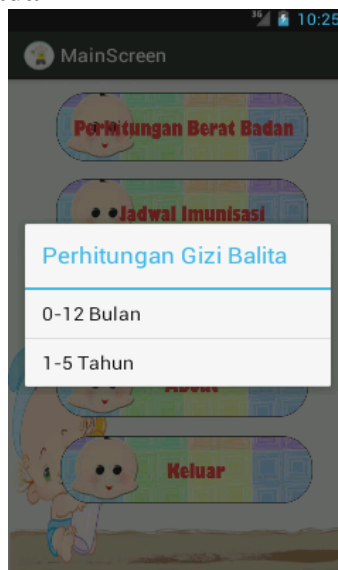 3G 10:25
MainScreen
Perhitungan Berat Badan
Jadwal Imunisasi
Perhitungan Gizi Balita
0-12 Bulan
1-5 Tahun
About
Keluar